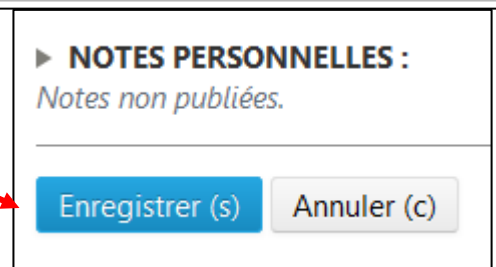 ▶ NOTES PERSONNELLES :
Notes non publiées.
Enregistrer (s) Annuler (c)